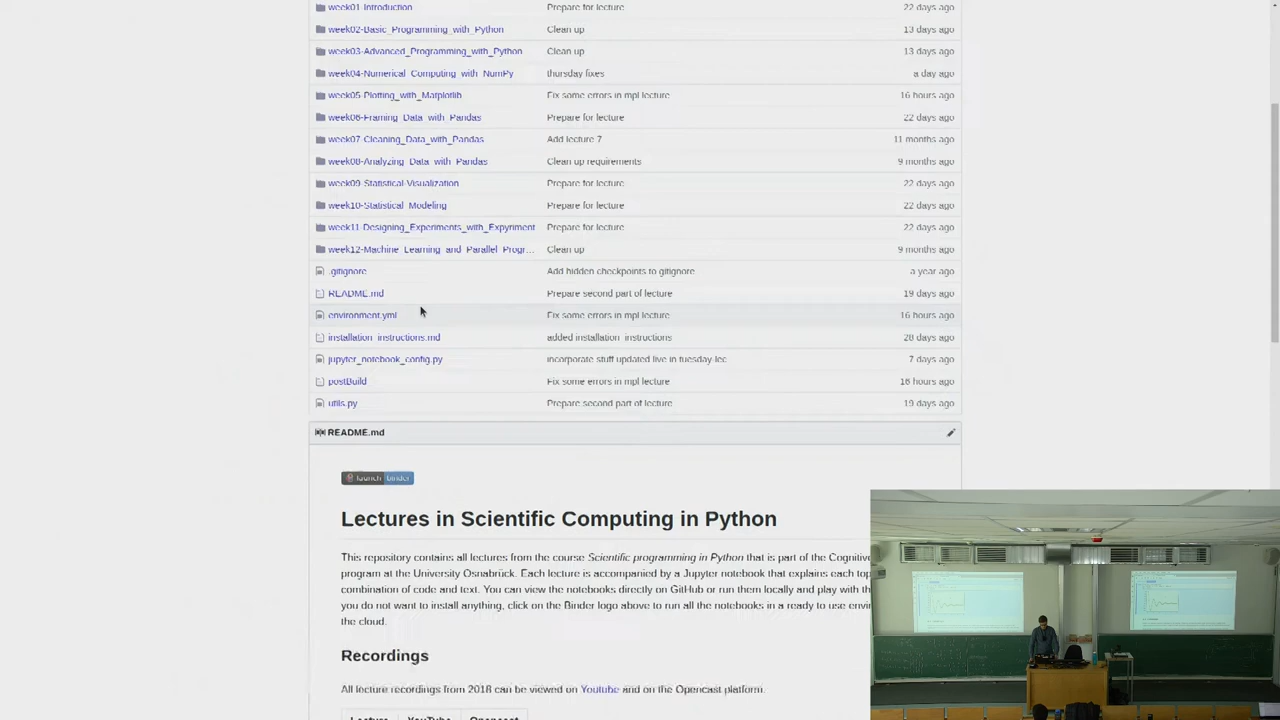 week01-Introduction Prepare for lecture 22 days ago
week02-Basic_Programming_with_Python Clean up 13 days ago
week03-Advanced_Programming_with_Python Clean up 13 days ago
week04-Numerical_Computing_with_NumPy thursday fixes a day ago
week05-Plotting_with_Matplotlib Fix some errors in mpl lecture 16 hours ago
week06-Framing_Data_with_Pandas Prepare for lecture 22 days ago
week07-Cleaning_Data_with_Pandas Add lecture 7 11 months ago
week08-Analyzing_Data_with_Pandas Clean up requirements 9 months ago
week09-Statistical-Visualization Prepare for lecture 22 days ago
week10-Statistical_Modeling Prepare for lecture 22 days ago
week11-Designing_Experiments_with_Expyriment Prepare for lecture 22 days ago
week12-Machine_Learning_and_Parallel_Progr... Clean up 9 months ago
.gitignore Add hidden checkpoints to gitignore a year ago
README.md Prepare second part of lecture 19 days ago
environment.yml Fix some errors in mpl lecture 16 hours ago
installation_instructions.md added installation_instructions 28 days ago
jupyter_notebook_config.py incorporate stuff updated live in tuesday-lec 7 days ago
postBuild Fix some errors in mpl lecture 16 hours ago
utils.py Prepare second part of lecture 19 days ago
README.md
launch binder
Lectures in Scientific Computing in Python
This repository contains all lectures from the course Scientific programming in Python that is part of the Cognitive
program at the University Osnabrück. Each lecture is accompanied by a Jupyter notebook that explains each top
combination of code and text. You can view the notebooks directly on GitHub or run them locally and play with th
you do not want to install anything, click on the Binder logo above to run all the notebooks in a ready to use envir
the cloud.
Recordings
All lecture recordings from 2018 can be viewed on Youtube and on the Opencast platform.
Lecture YouTube Opencast